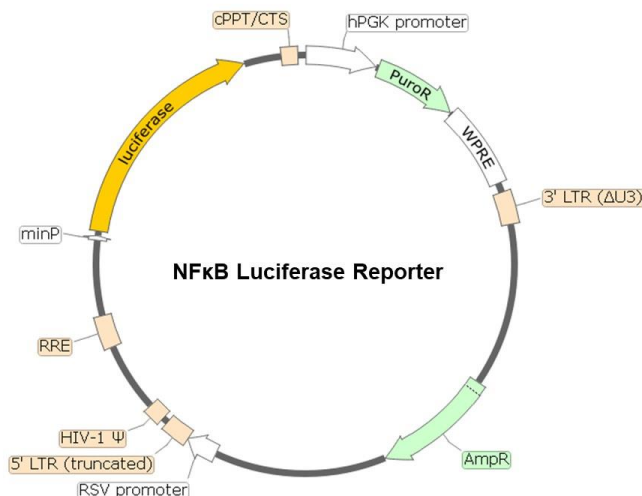 cPPT/CTS
hPGK promoter
PuroR
luciferase
WPRE
3' LTR (ΔU3)
minP
NFκB Luciferase Reporter
RRE
HIV-1 Ψ
5' LTR (truncated)
AmpR
RSV promoter